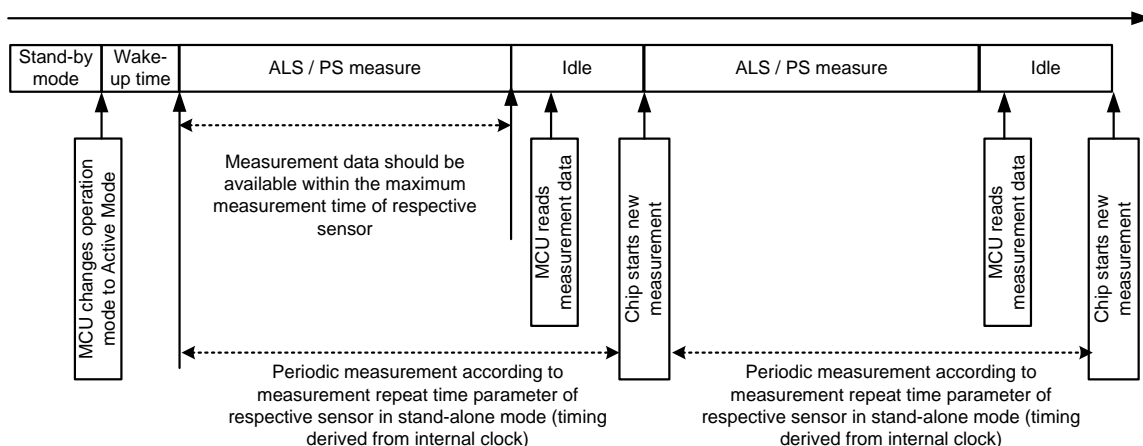 Stand-by
mode
Wake-
up time
ALS / PS measure
Idle
ALS / PS measure
Idle
MCU changes operation
mode to Active Mode
Measurement data should be
available within the maximum
measurement time of respective
sensor
MCU reads
measurement data
Chip starts new
measurement
MCU reads
measurement data
Chip starts new
measurement
Periodic measurement according to
measurement repeat time parameter of
respective sensor in stand-alone mode (timing
derived from internal clock)
Periodic measurement according to
measurement repeat time parameter of
respective sensor in stand-alone mode (timing
derived from internal clock)